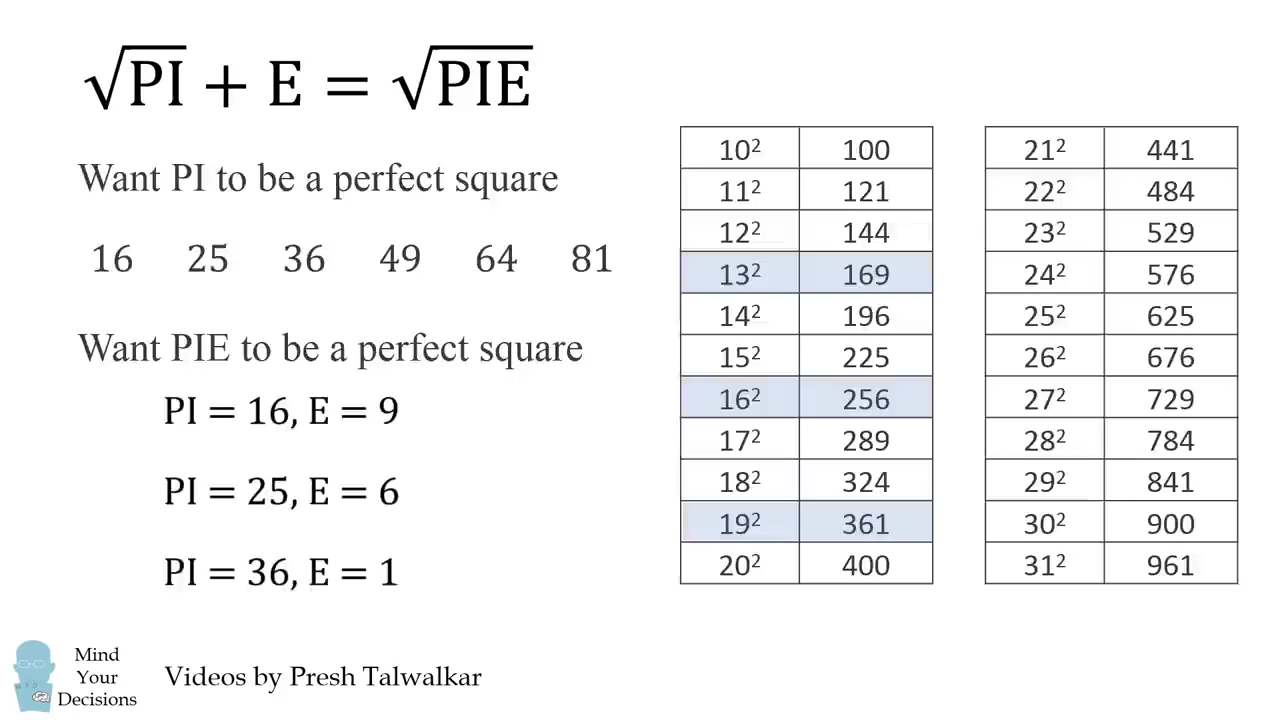 √PI + E = √PIE
Want PI to be a perfect square
16 25 36 49 64 81
Want PIE to be a perfect square
PI = 16, E = 9
PI = 25, E = 6
PI = 36, E = 1
10² 100
11² 121
12² 144
13² 169
14² 196
15² 225
16² 256
17² 289
18² 324
19² 361
20² 400
21² 441
22² 484
23² 529
24² 576
25² 625
26² 676
27² 729
28² 784
29² 841
30² 900
31² 961
Mind
Your
Decisions
Videos by Presh Talwalkar